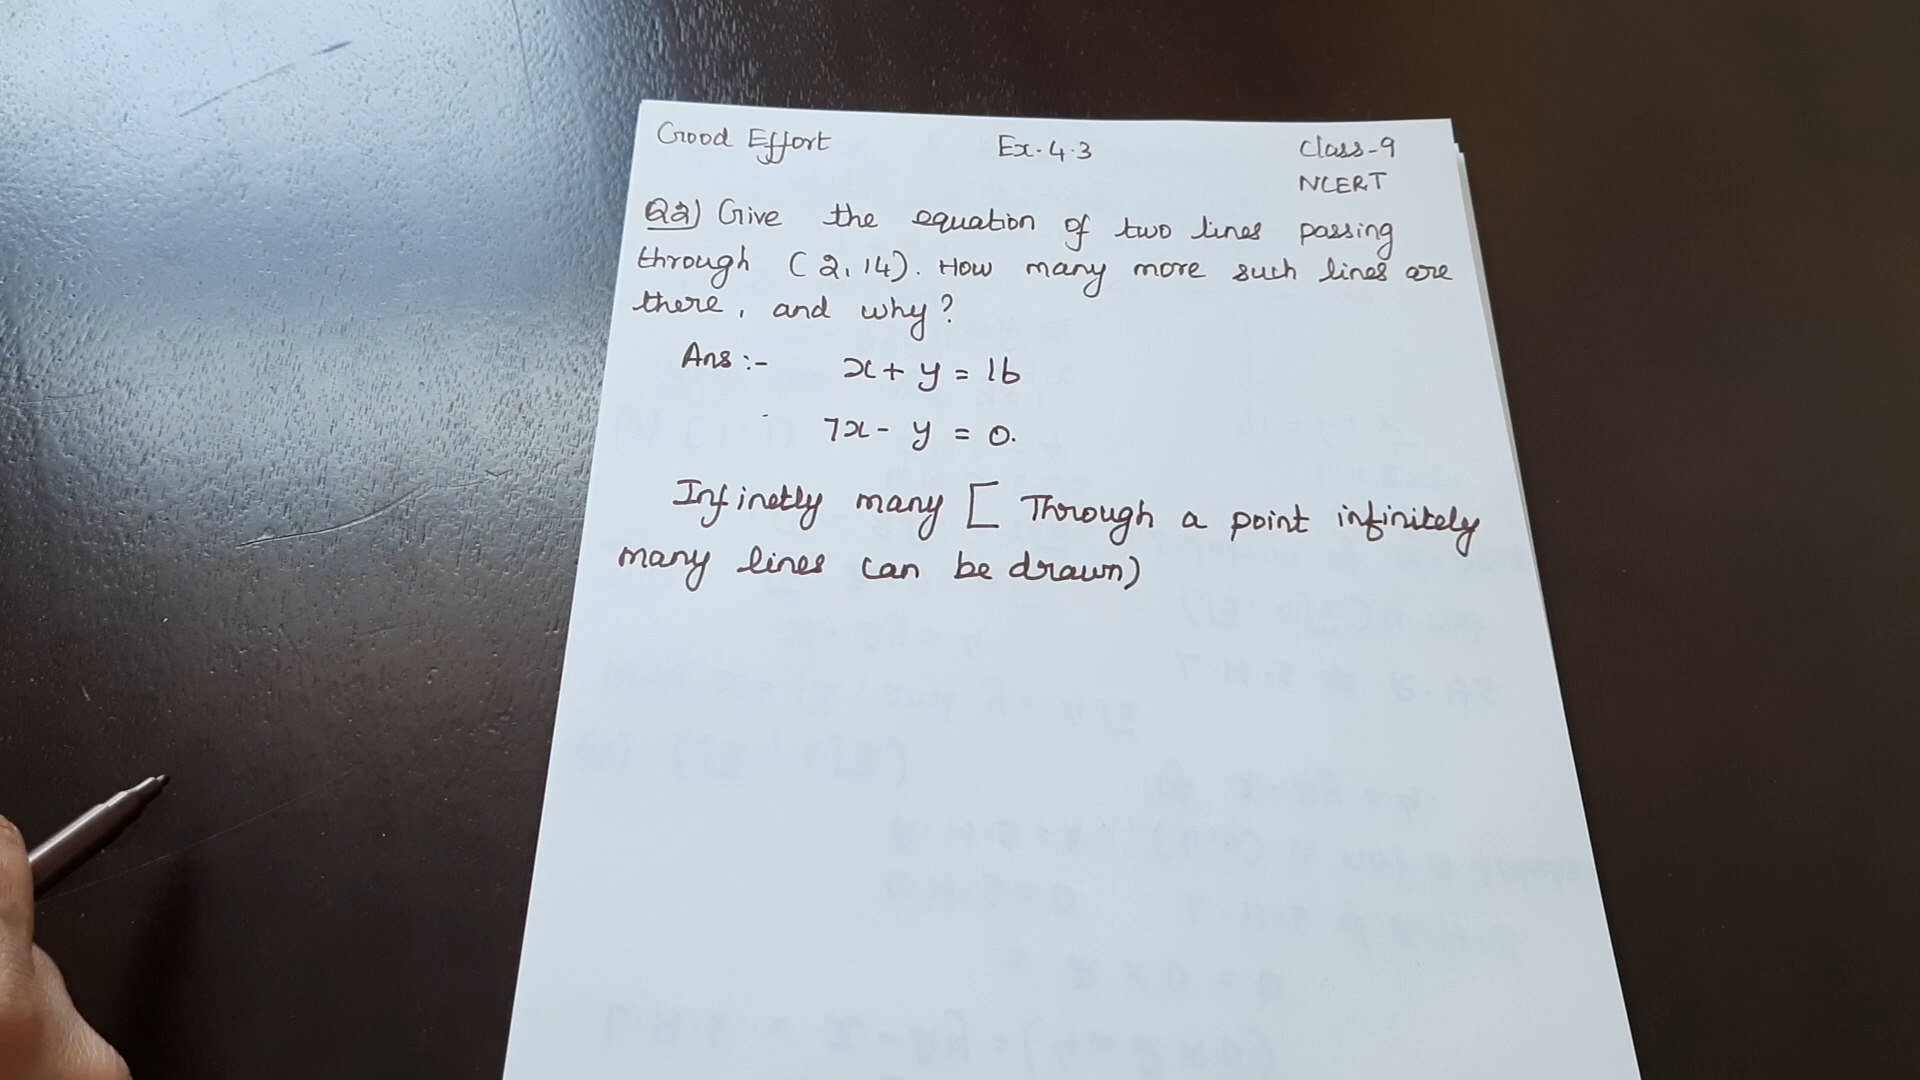 Good Effort Ex. 4.3 Class-9
NCERT
Q2) Give the equation of two lines passing
through (2, 14). How many more such lines are
there, and why?
Ans :- x + y = 16
7x - y = 0.
Infinetly many [ Through a point infinitely
many lines can be drawn)